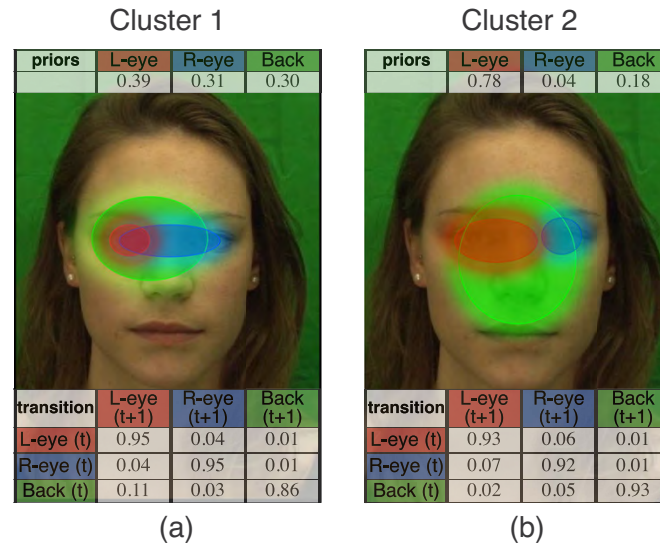 Cluster 1
priors L-eye R-eye Back
0.39 0.31 0.30
transition L-eye (t+1) R-eye (t+1) Back (t+1)
L-eye (t) 0.95 0.04 0.01
R-eye (t) 0.04 0.95 0.01
Back (t) 0.11 0.03 0.86
(a)
Cluster 2
priors L-eye R-eye Back
0.78 0.04 0.18
transition L-eye (t+1) R-eye (t+1) Back (t+1)
L-eye (t) 0.93 0.06 0.01
R-eye (t) 0.07 0.92 0.01
Back (t) 0.02 0.05 0.93
(b)